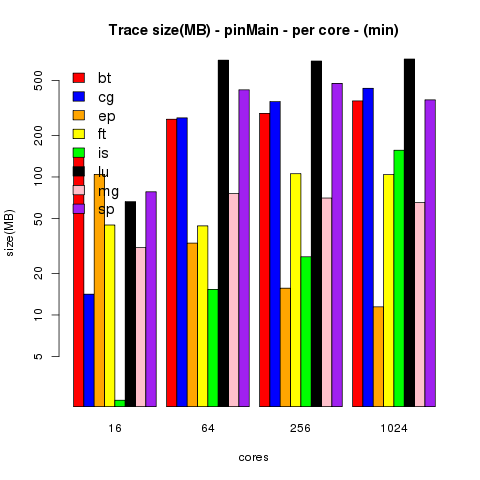 Trace size(MB) - pinMain - per core - (min)
size(MB)
500
200
100
50
20
10
5
bt
cg
ep
ft
is
lu
mg
sp
16
64
256
1024
cores